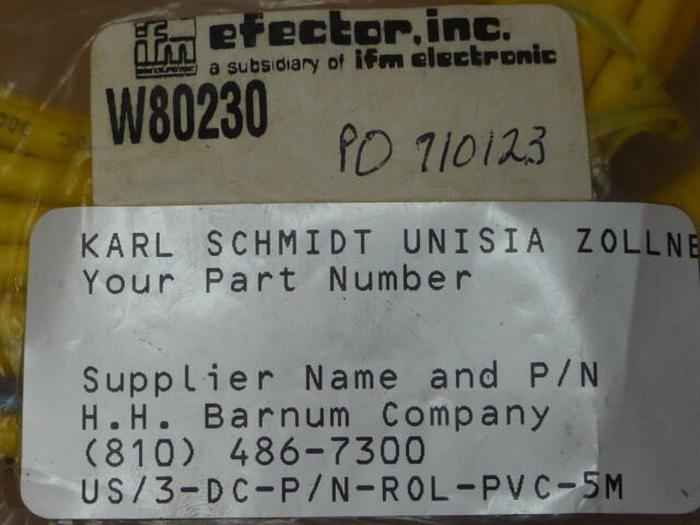 ifm efector, inc.
a subsidiary of ifm electronic
W80230
PO 710123
KARL SCHMIDT UNISIA ZOLLNE
Your Part Number
Supplier Name and P/N
H.H. Barnum Company
(810) 486-7300
US/3-DC-P/N-ROL-PVC-5M